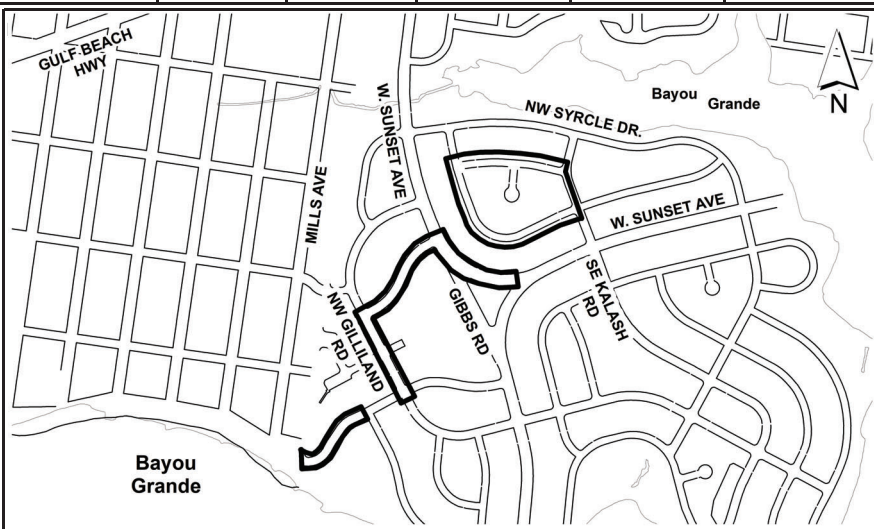 GULF BEACH
HWY
W. SUNSET AVE
Bayou
Grande
N
NW SYRCLE DR.
MILLS AVE
W. SUNSET AVE
SE KALASH
RD
GIBBS RD
NW GILLILAND
RD
Bayou
Grande